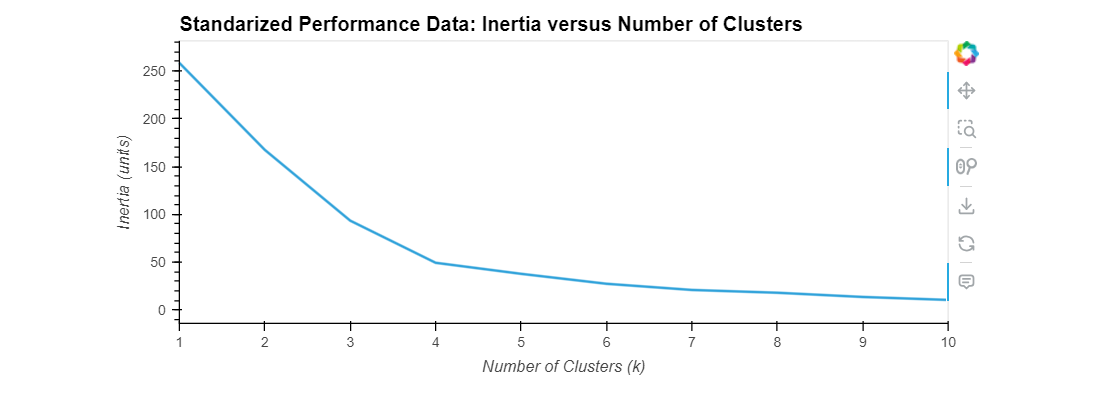 Standarized Performance Data: Inertia versus Number of Clusters
Inertia (units)
250
200
150
100
50
0
1 2 3 4 5 6 7 8 9 10
Number of Clusters (k)